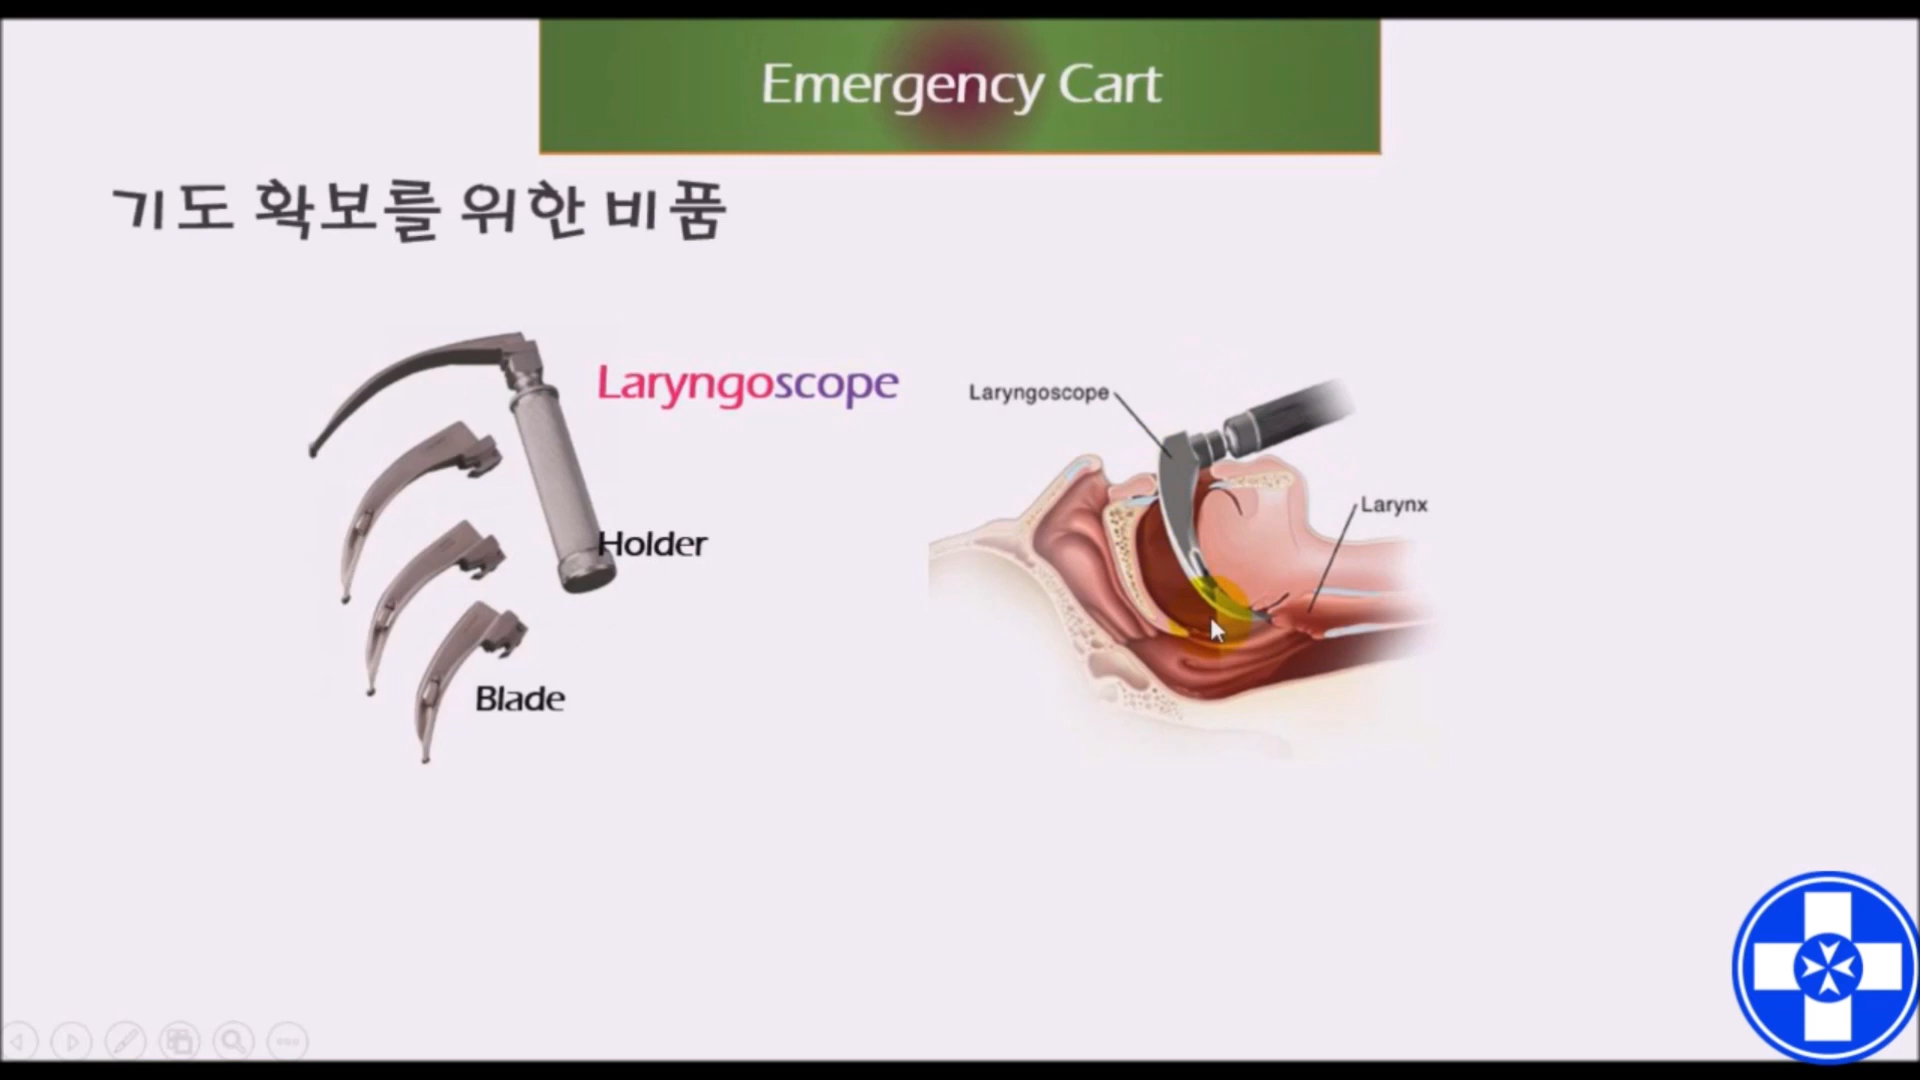 Emergency Cart
기도 확보를 위한 비품
Laryngoscope
Laryngoscope
Larynx
Holder
Blade